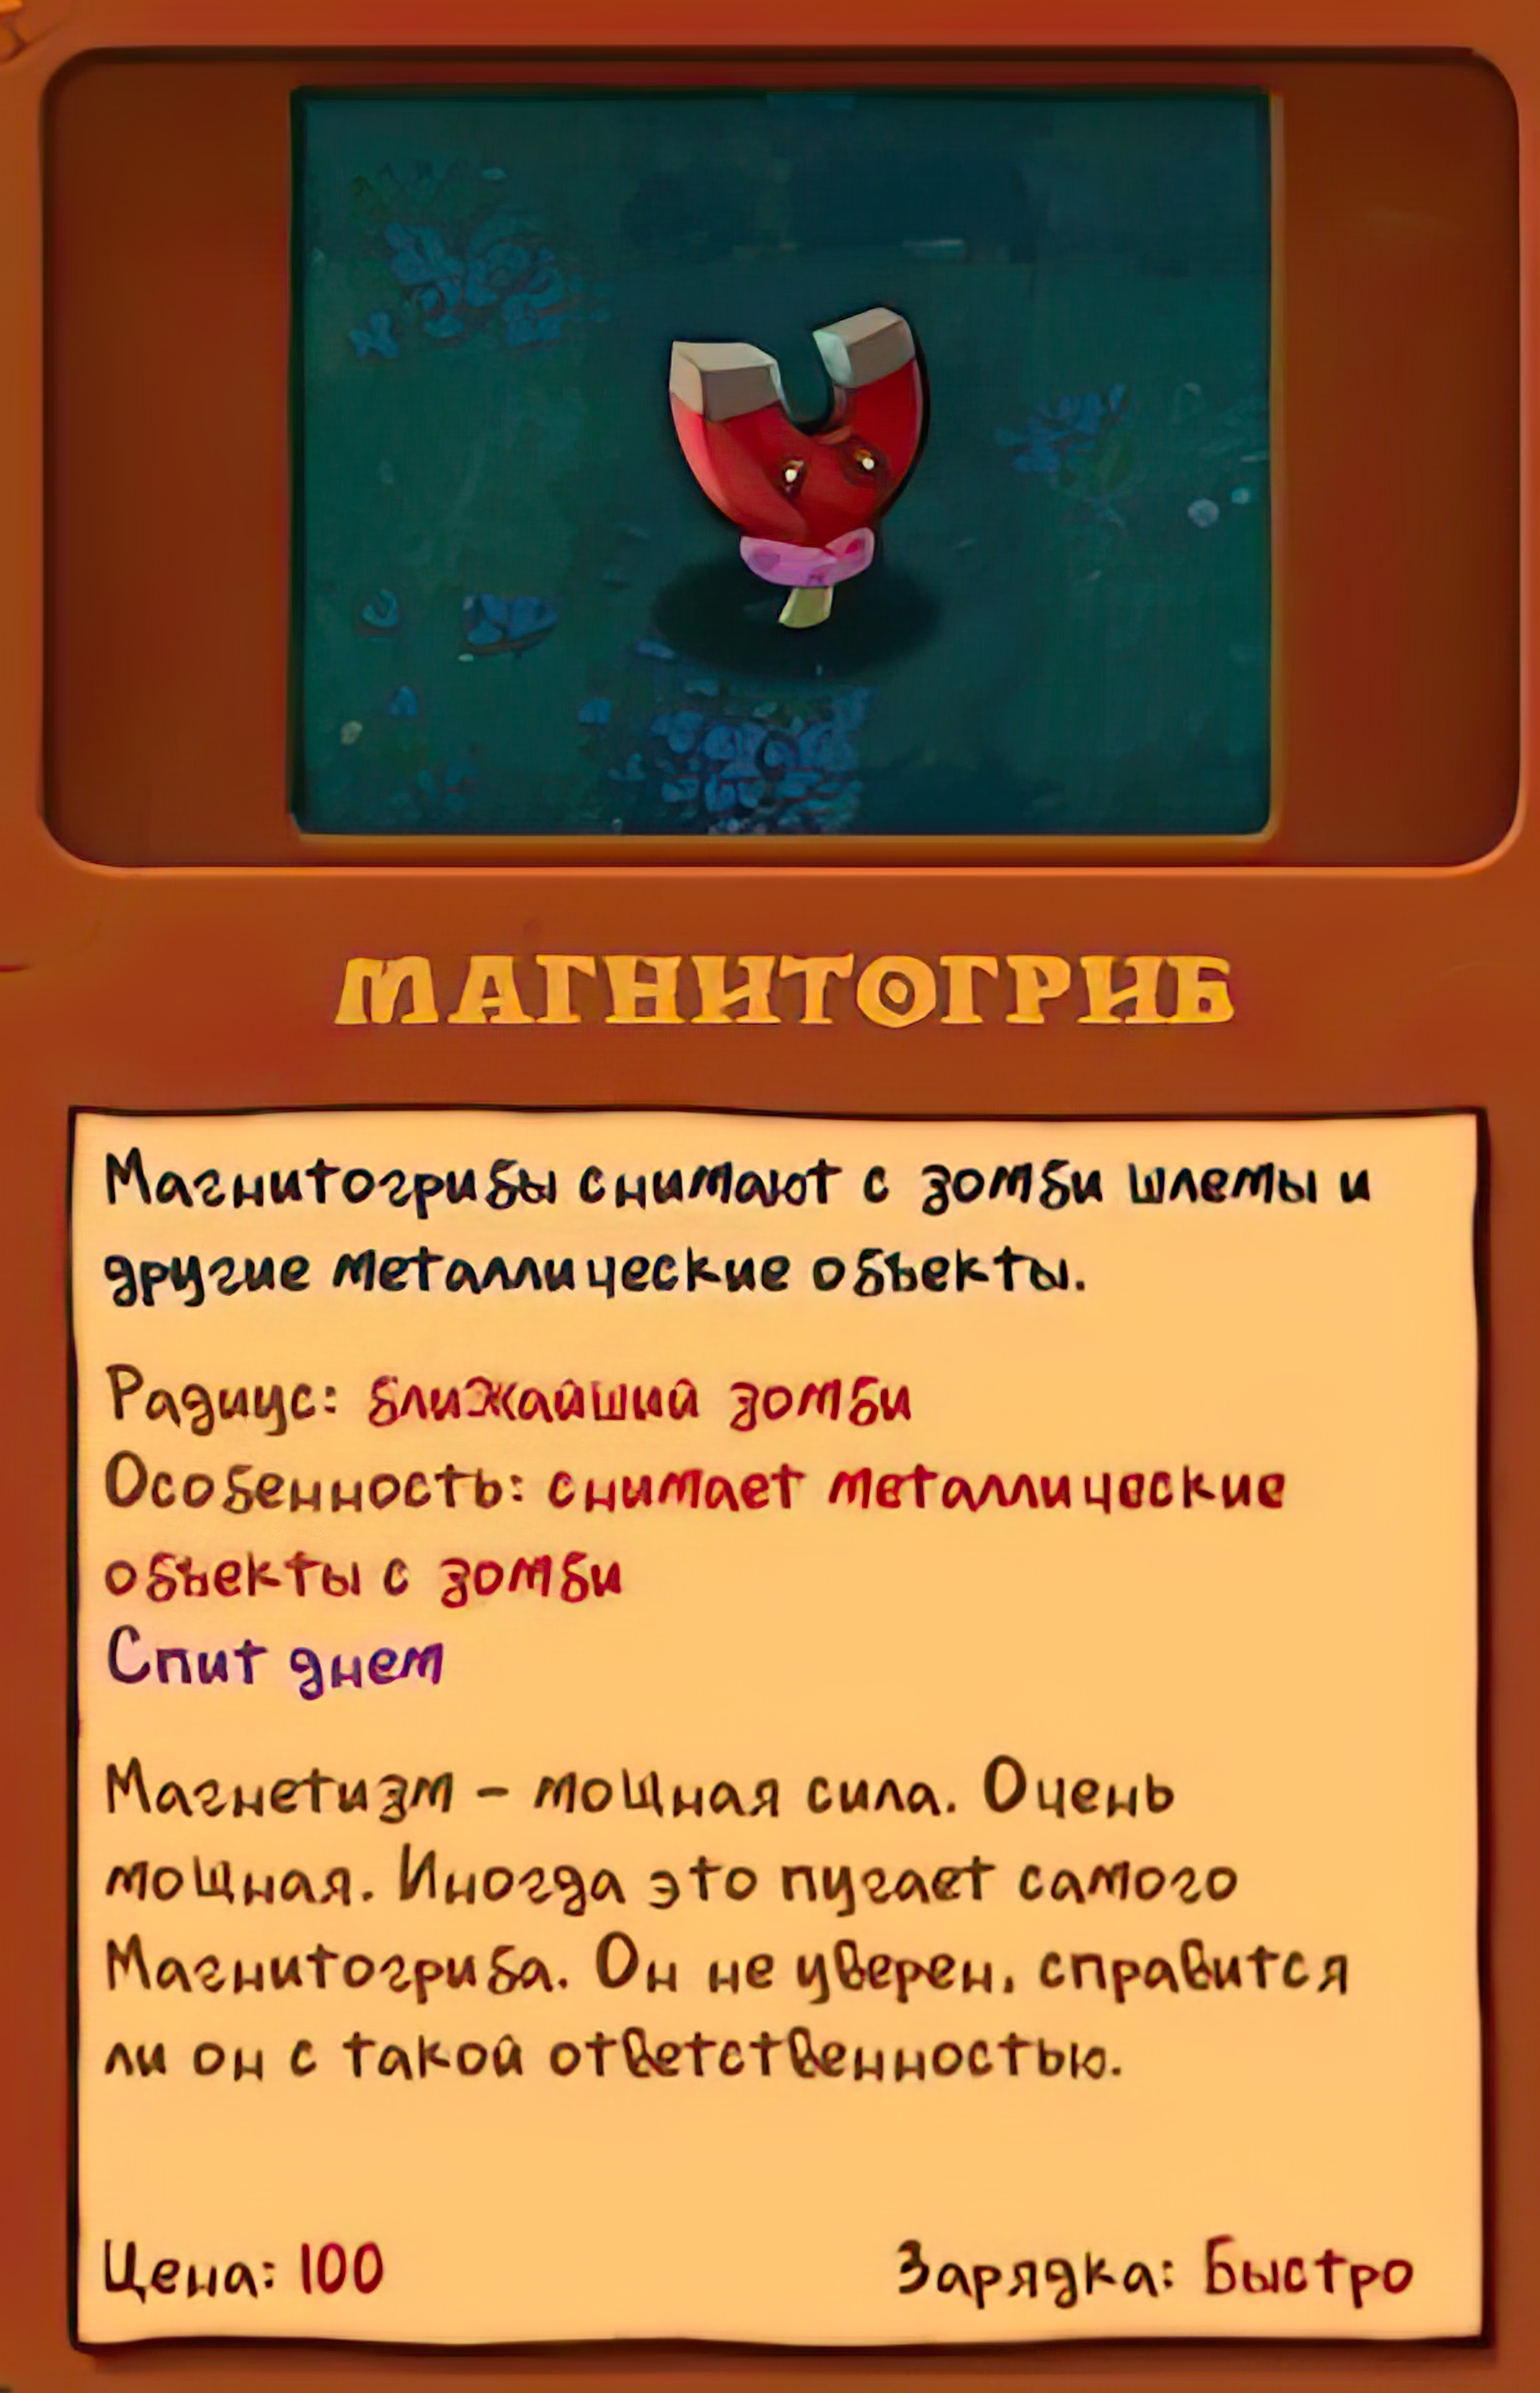 МАГНИТОГРИБ
Магнитогрибы снимают с зомби шлемы и
другие металлические объекты.
Радиус: ближайший зомби
Особенность: снимает металлические
объекты с зомби
Спит днем
Магнетизм - мощная сила. Очень
мощная. Иногда это пугает самого
Магнитогриба. Он не уверен, справится
ли он с такой ответственностью.
Цена: 100
Зарядка: Быстро